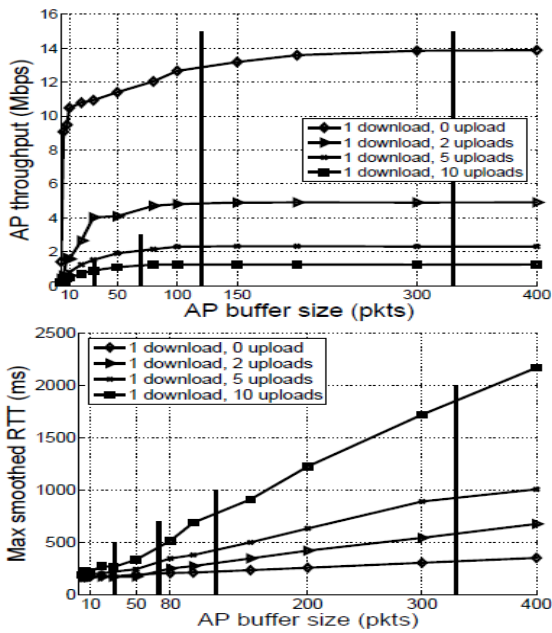 16
14
12
10
8
6
4
2
0
AP throughput (Mbps)
1 download, 0 upload
1 download, 2 uploads
1 download, 5 uploads
1 download, 10 uploads
10 50 100 150 300 400
AP buffer size (pkts)
2500
2000
1500
1000
500
0
Max smoothed RTT (ms)
1 download, 0 upload
1 download, 2 uploads
1 download, 5 uploads
1 download, 10 uploads
10 50 80 200 300 400
AP buffer size (pkts)